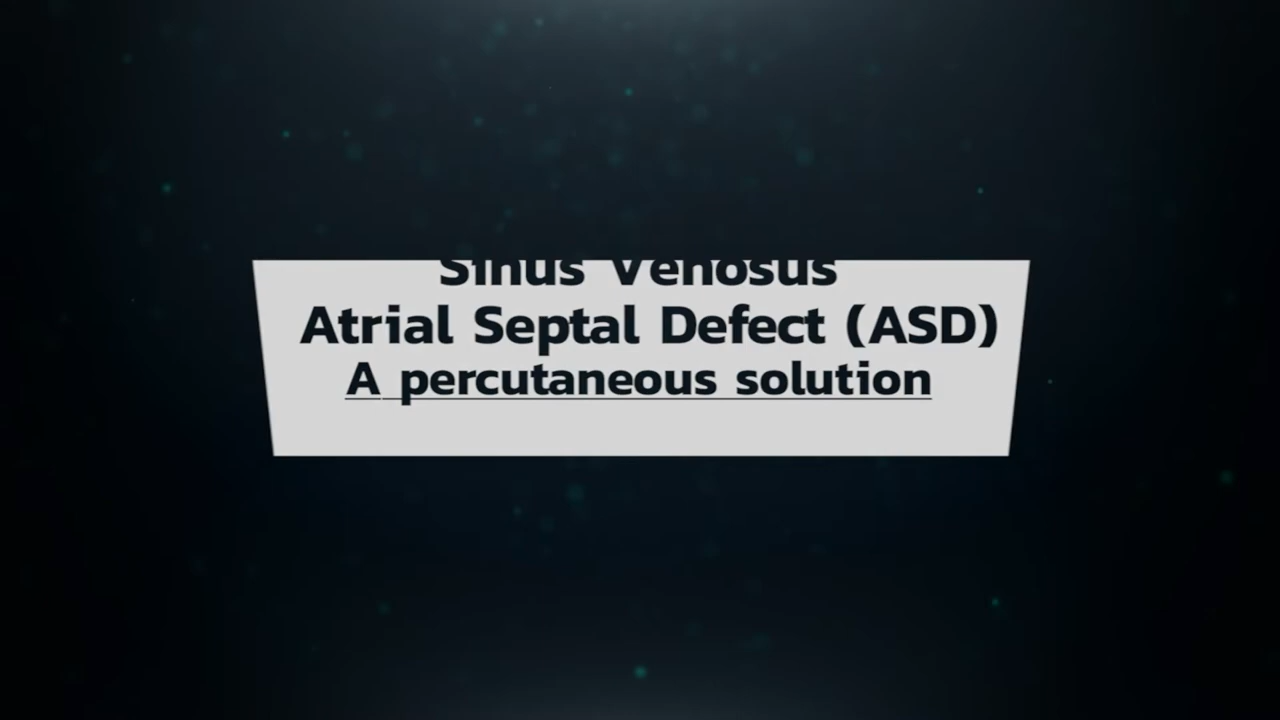 Sinus Venosus
Atrial Septal Defect (ASD)
A percutaneous solution